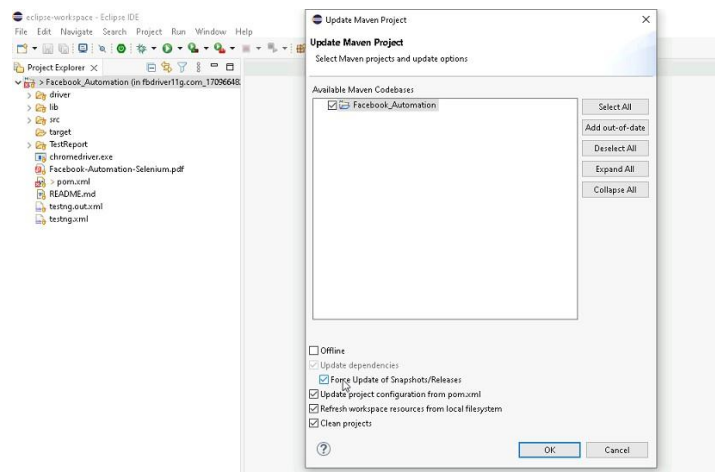 eclipse-workspace - Eclipse IDE
File Edit Navigate Search Project Run Window Help
Project Explorer
> Facebook_Automation (in fbdriver11g.com_17096648
> driver
> lib
> src
target
> TestReport
chromedriver.exe
Facebook-Automation-Selenium.pdf
> pom.xml
README.md
testng.out.xml
testng.xml
Update Maven Project
Update Maven Project
Select Maven projects and update options
Available Maven Codebases
Facebook_Automation
Select All
Add out-of-date
Deselect All
Expand All
Collapse All
Offline
Update dependencies
Force Update of Snapshots/Releases
Update project configuration from pom.xml
Refresh workspace resources from local filesystem
Clean projects
OK
Cancel